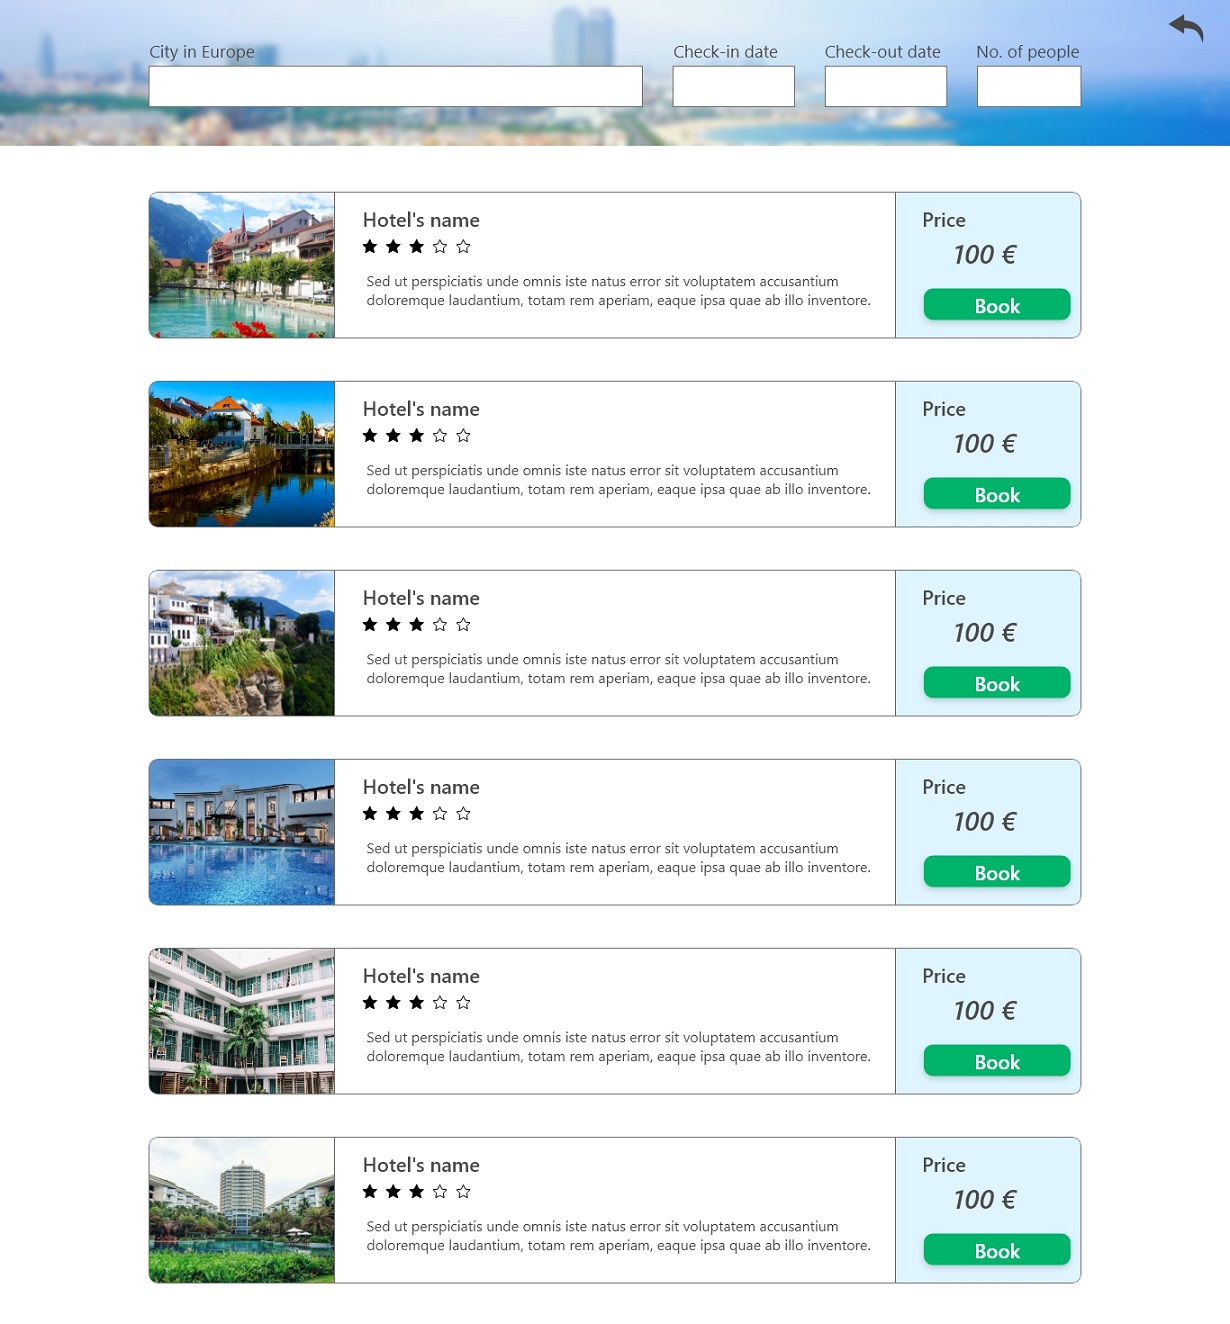 City in Europe
Check-in date
Check-out date
No. of people
Hotel's name
Sed ut perspiciatis unde omnis iste natus error sit voluptatem accusantium
doloremque laudantium, totam rem aperiam, eaque ipsa quae ab illo inventore.
Price
100 €
Book
Hotel's name
Sed ut perspiciatis unde omnis iste natus error sit voluptatem accusantium
doloremque laudantium, totam rem aperiam, eaque ipsa quae ab illo inventore.
Price
100 €
Book
Hotel's name
Sed ut perspiciatis unde omnis iste natus error sit voluptatem accusantium
doloremque laudantium, totam rem aperiam, eaque ipsa quae ab illo inventore.
Price
100 €
Book
Hotel's name
Sed ut perspiciatis unde omnis iste natus error sit voluptatem accusantium
doloremque laudantium, totam rem aperiam, eaque ipsa quae ab illo inventore.
Price
100 €
Book
Hotel's name
Sed ut perspiciatis unde omnis iste natus error sit voluptatem accusantium
doloremque laudantium, totam rem aperiam, eaque ipsa quae ab illo inventore.
Price
100 €
Book
Hotel's name
Sed ut perspiciatis unde omnis iste natus error sit voluptatem accusantium
doloremque laudantium, totam rem aperiam, eaque ipsa quae ab illo inventore.
Price
100 €
Book